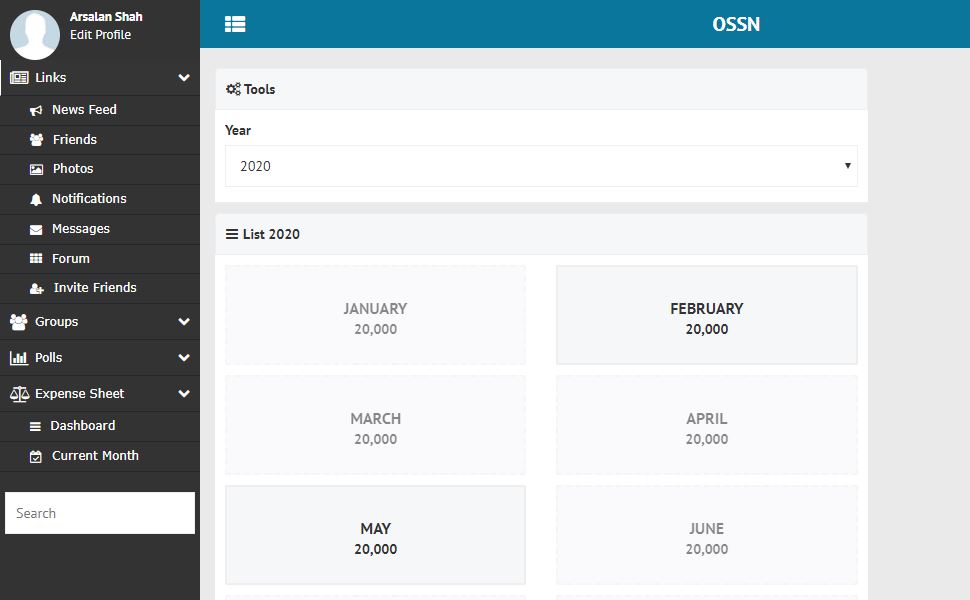 Arsalan Shah
Edit Profile
Links
News Feed
Friends
Photos
Notifications
Messages
Forum
Invite Friends
Groups
Polls
Expense Sheet
Dashboard
Current Month
Search
OSSN
Tools
Year
2020
List 2020
JANUARY
20,000
FEBRUARY
20,000
MARCH
20,000
APRIL
20,000
MAY
20,000
JUNE
20,000